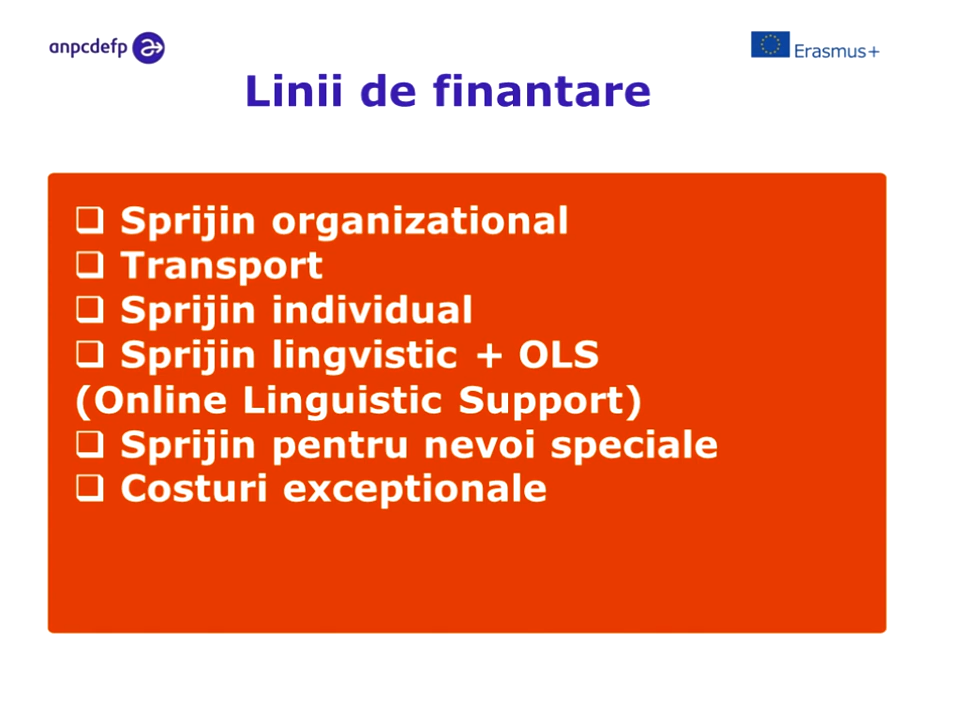 anpcdefp
Erasmus+
Linii de finantare
❑ Sprijin organizational
❑ Transport
❑ Sprijin individual
❑ Sprijin lingvistic + OLS
(Online Linguistic Support)
❑ Sprijin pentru nevoi speciale
❑ Costuri exceptionale